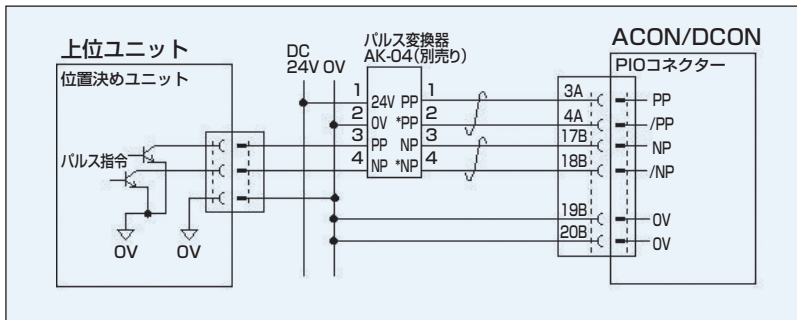 上位ユニット
位置決めユニット
パルス指令
0V
0V
DC
24V 0V
パルス変換器
AK-04(別売り)
1 24V PP 1
2 0V *PP 2
3 PP NP 3
4 NP *NP 4
ACON/DCON
PIOコネクター
3A PP
4A /PP
17B NP
18B /NP
19B 0V
20B 0V